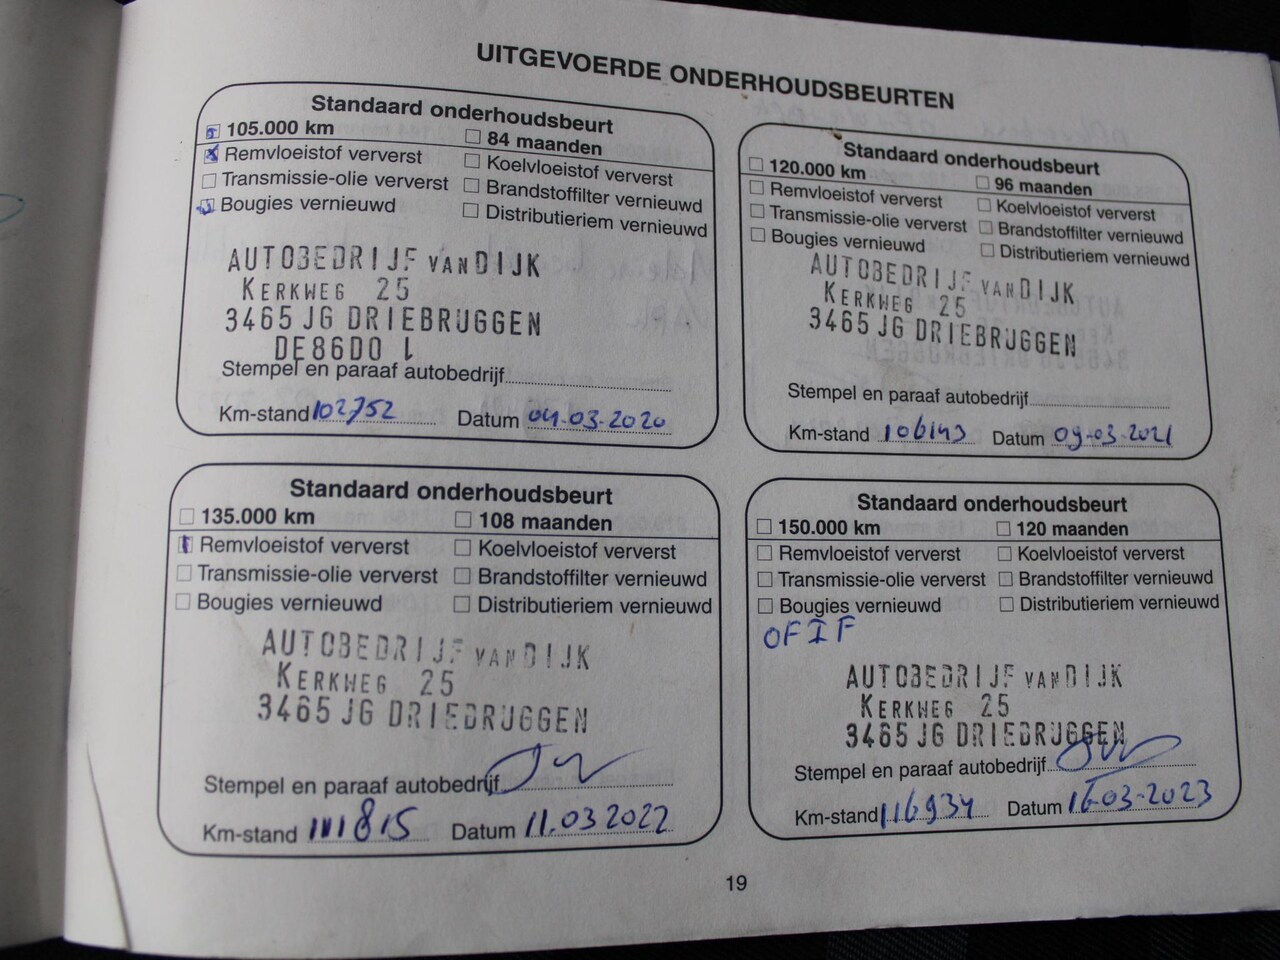 UITGEVOERDE ONDERHOUDSBEURTEN
Standaard onderhoudsbeurt
105.000 km 84 maanden
Remvloeistof ververst Koelvloeistof ververst
Transmissie-olie ververst Brandstoffilter vernieuwd
Bougies vernieuwd Distributieriem vernieuwd
AUTOBEDRIJF VAN DIJK
KERKWEG 25
3465 JG DRIEBRUGGEN
Stempel en paraaf autobedrijf
Km-stand 102752 Datum 04-03-2020
Standaard onderhoudsbeurt
120.000 km 96 maanden
Remvloeistof ververst Koelvloeistof ververst
Transmissie-olie ververst Brandstoffilter vernieuwd
Bougies vernieuwd Distributieriem vernieuwd
AUTOBEDRIJF VAN DIJK
KERKWEG 25
3465 JG DRIEBRUGGEN
Stempel en paraaf autobedrijf
Km-stand 106143 Datum 09-03-2021
Standaard onderhoudsbeurt
135.000 km 108 maanden
Remvloeistof ververst Koelvloeistof ververst
Transmissie-olie ververst Brandstoffilter vernieuwd
Bougies vernieuwd Distributieriem vernieuwd
AUTOBEDRIJF VAN DIJK
KERKWEG 25
3465 JG DRIEBRUGGEN
Stempel en paraaf autobedrijf
Km-stand 111815 Datum 11.03 2022
Standaard onderhoudsbeurt
150.000 km 120 maanden
Remvloeistof ververst Koelvloeistof ververst
Transmissie-olie ververst Brandstoffilter vernieuwd
Bougies vernieuwd Distributieriem vernieuwd
OFIF
AUTOBEDRIJF VAN DIJK
KERKWEG 25
3465 JG DRIEBRUGGEN
Stempel en paraaf autobedrijf
Km-stand 116934 Datum 16-03-2023
19